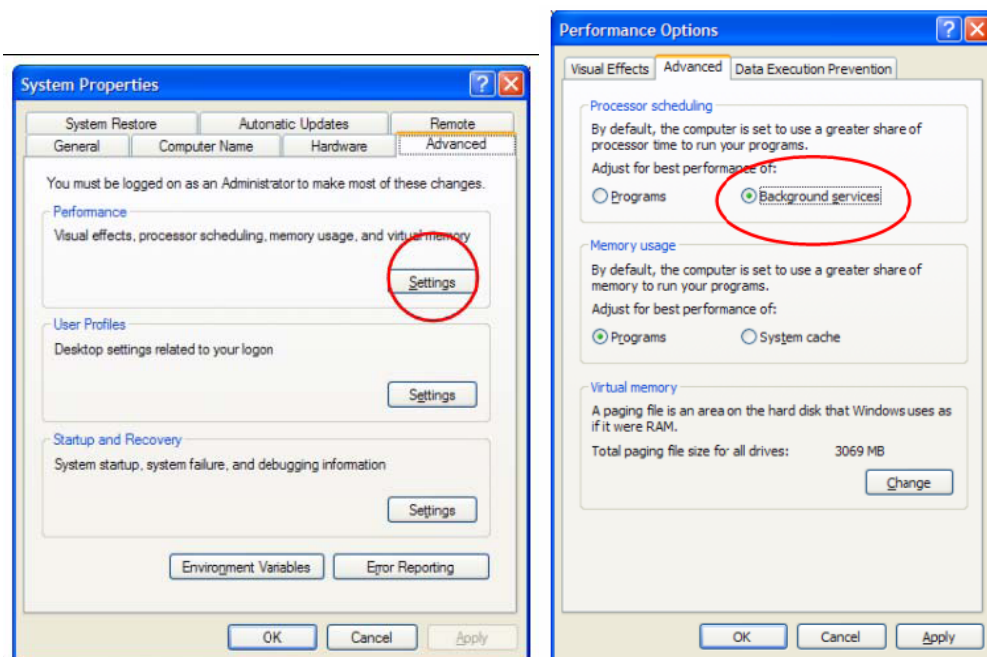 System Properties
System Restore
Automatic Updates
Remote
General
Computer Name
Hardware
Advanced
You must be logged on as an Administrator to make most of these changes.
Performance
Visual effects, processor scheduling, memory usage, and virtual memory
Settings
User Profiles
Desktop settings related to your logon
Settings
Startup and Recovery
System startup, system failure, and debugging information
Settings
Environment Variables
Error Reporting
OK
Cancel
Apply
Performance Options
Visual Effects
Advanced
Data Execution Prevention
Processor scheduling
By default, the computer is set to use a greater share of
processor time to run your programs.
Adjust for best performance of:
Programs
Background services
Memory usage
By default, the computer is set to use a greater share of
memory to run your programs.
Adjust for best performance of:
Programs
System cache
Virtual memory
A paging file is an area on the hard disk that Windows uses as
if it were RAM.
Total paging file size for all drives: 3069 MB
Change
OK
Cancel
Apply